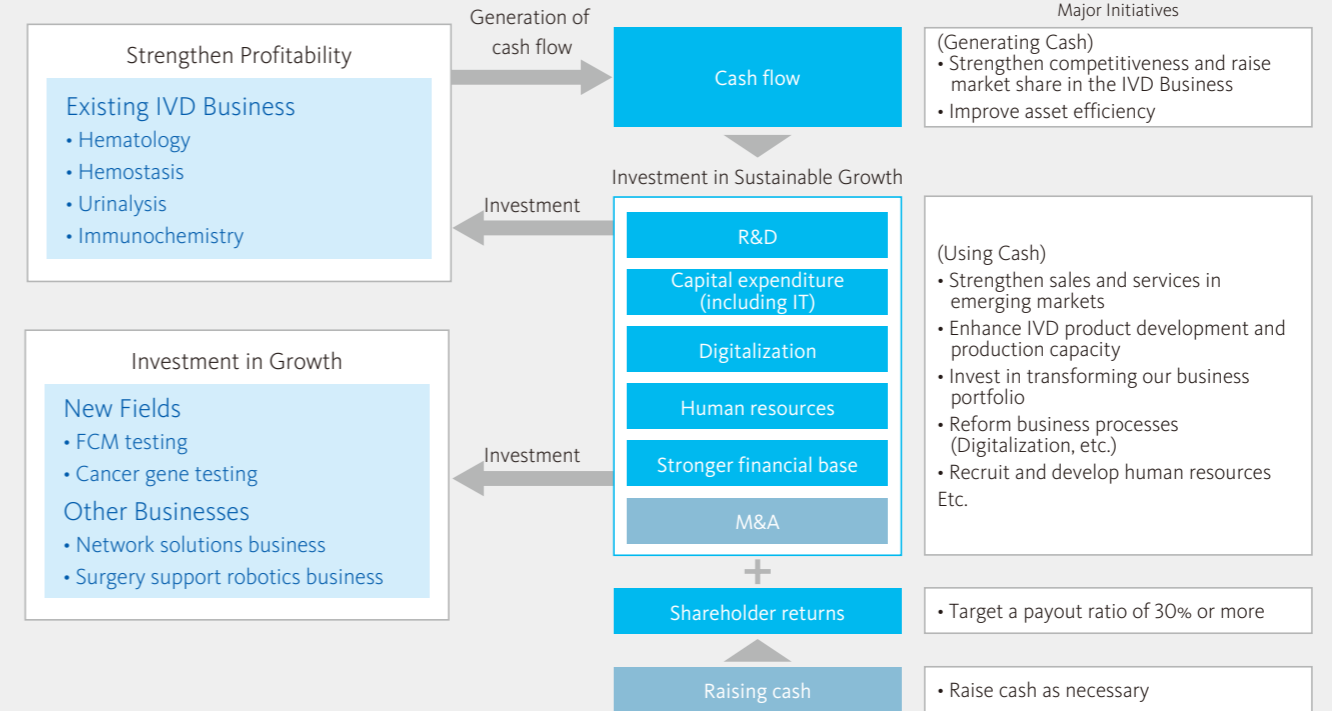 Strengthen Profitability
Existing IVD Business
• Hematology
• Hemostasis
• Urinalysis
• Immunochemistry
Generation of
cash flow
Cash flow
Major Initiatives
(Generating Cash)
• Strengthen competitiveness and raise
market share in the IVD Business
• Improve asset efficiency
Investment in Sustainable Growth
Investment
R&D
Capital expenditure
(including IT)
Digitalization
Human resources
Stronger financial base
M&A
(Using Cash)
• Strengthen sales and services in
emerging markets
• Enhance IVD product development and
production capacity
• Invest in transforming our business
portfolio
• Reform business processes
(Digitalization, etc.)
• Recruit and develop human resources
Etc.
Investment in Growth
New Fields
• FCM testing
• Cancer gene testing
Other Businesses
• Network solutions business
• Surgery support robotics business
Investment
+
Shareholder returns
• Target a payout ratio of 30% or more
Raising cash
• Raise cash as necessary